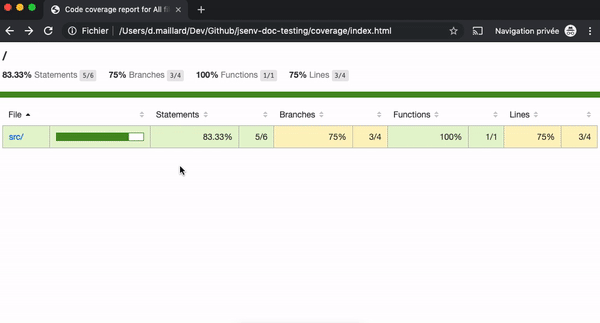 Code coverage report for All fi
Fichier /Users/d.maillard/Dev/Github/jsenv-doc-testing/coverage/index.html Navigation privée
/
83.33% Statements 5/6 75% Branches 3/4 100% Functions 1/1 75% Lines 3/4
File Statements Branches Functions Lines
src/ 83.33% 5/6 75% 3/4 100% 1/1 75% 3/4